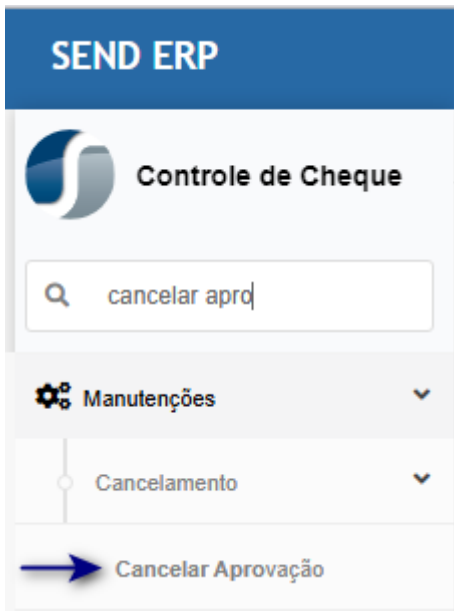 SEND ERP
Controle de Cheque
cancelar apro
Manutenções
Cancelamento
Cancelar Aprovação